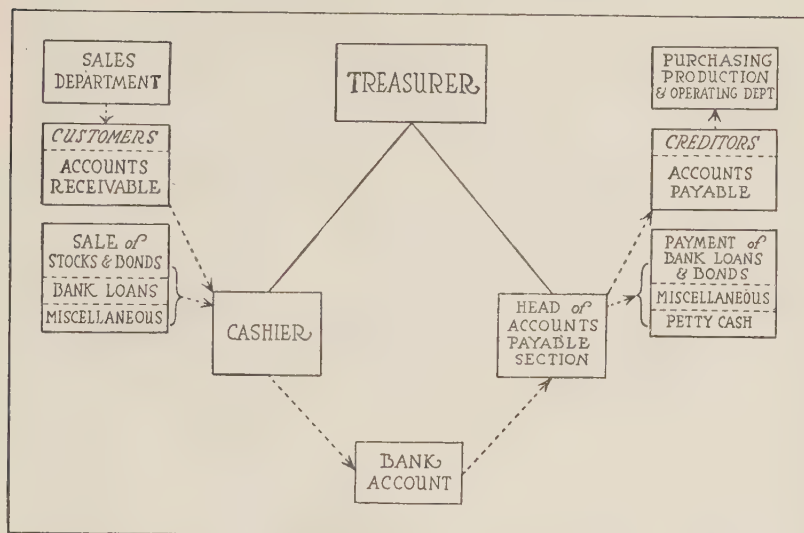 SALES
DEPARTMENT
CUSTOMERS
ACCOUNTS
RECEIVABLE
SALE of
STOCKS & BONDS
BANK LOANS
MISCELLANEOUS
TREASURER
CASHIER
BANK
ACCOUNT
HEAD of
ACCOUNTS
PAYABLE
SECTION
PURCHASING
PRODUCTION
& OPERATING DEPT
CREDITORS
ACCOUNTS
PAYABLE
PAYMENT of
BANK LOANS
& BONDS
MISCELLANEOUS
PETTY CASH